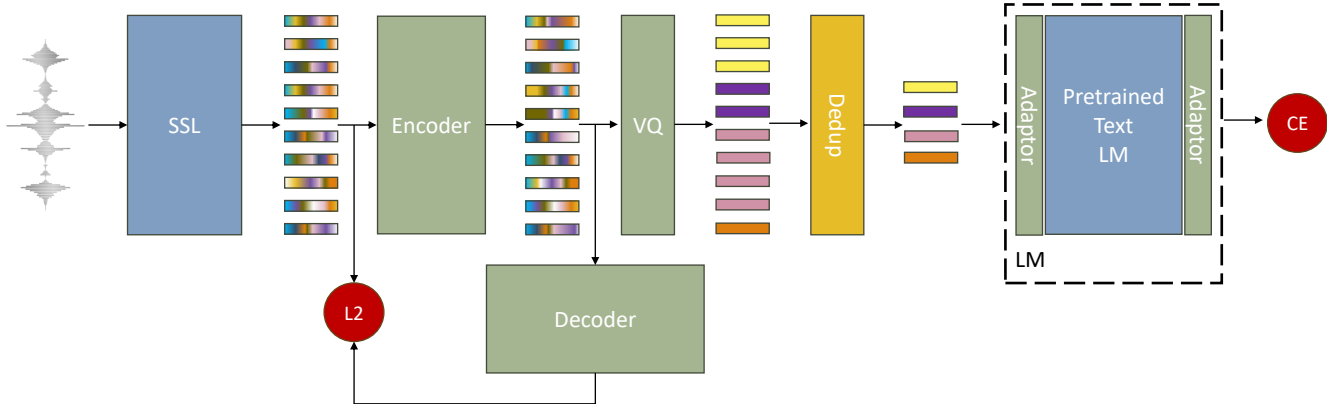 SSL
Encoder
VQ
Dedup
Adaptor
Pretrained
Text
LM
Adaptor
CE
LM
L2
Decoder